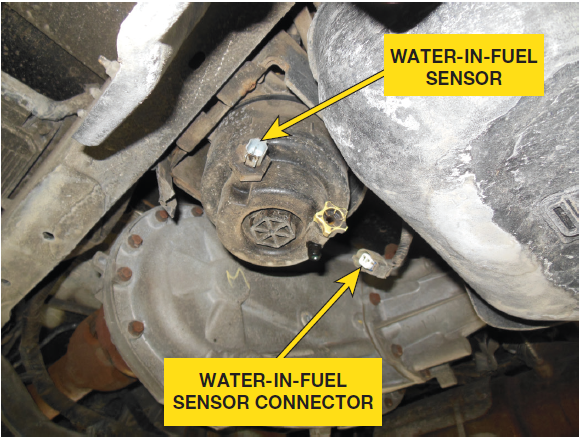 WATER-IN-FUEL
SENSOR
WATER-IN-FUEL
SENSOR CONNECTOR